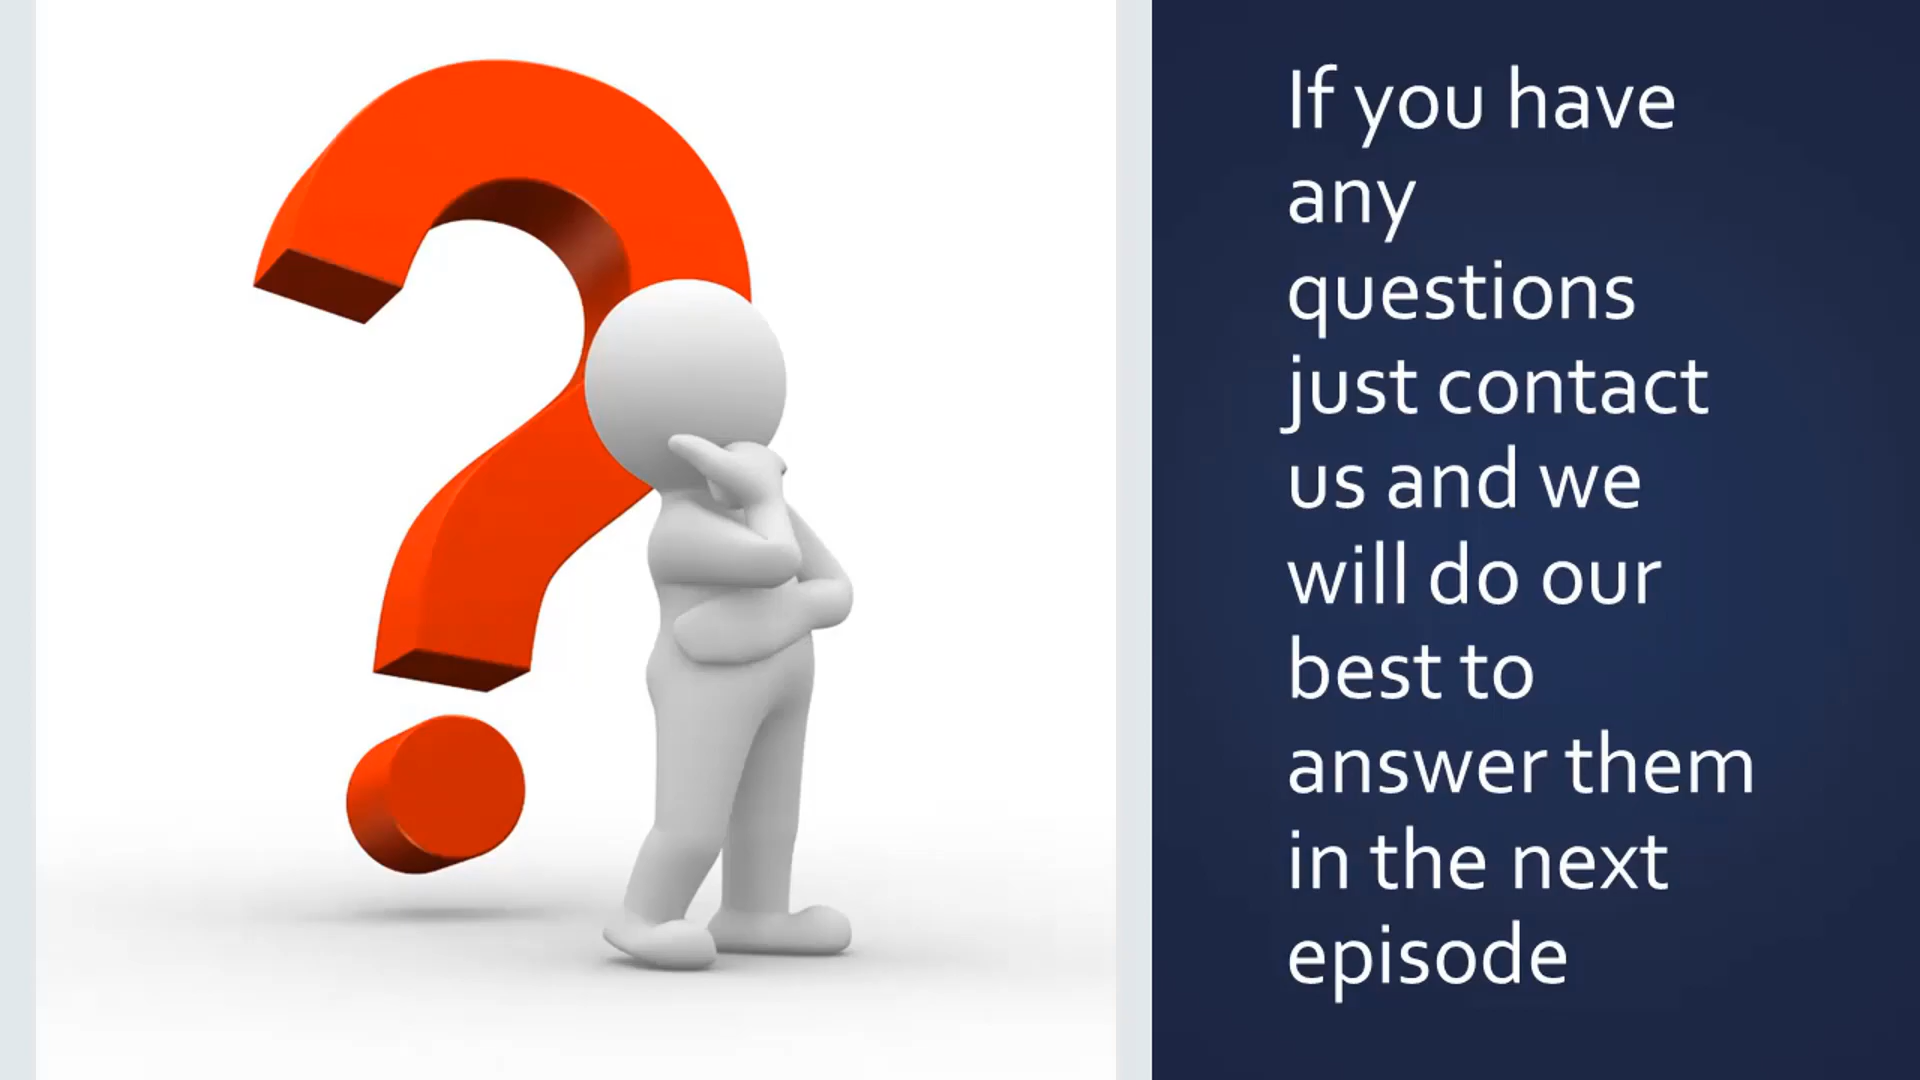 If you have
any
questions
just contact
us and we
will do our
best to
answer them
in the next
episode